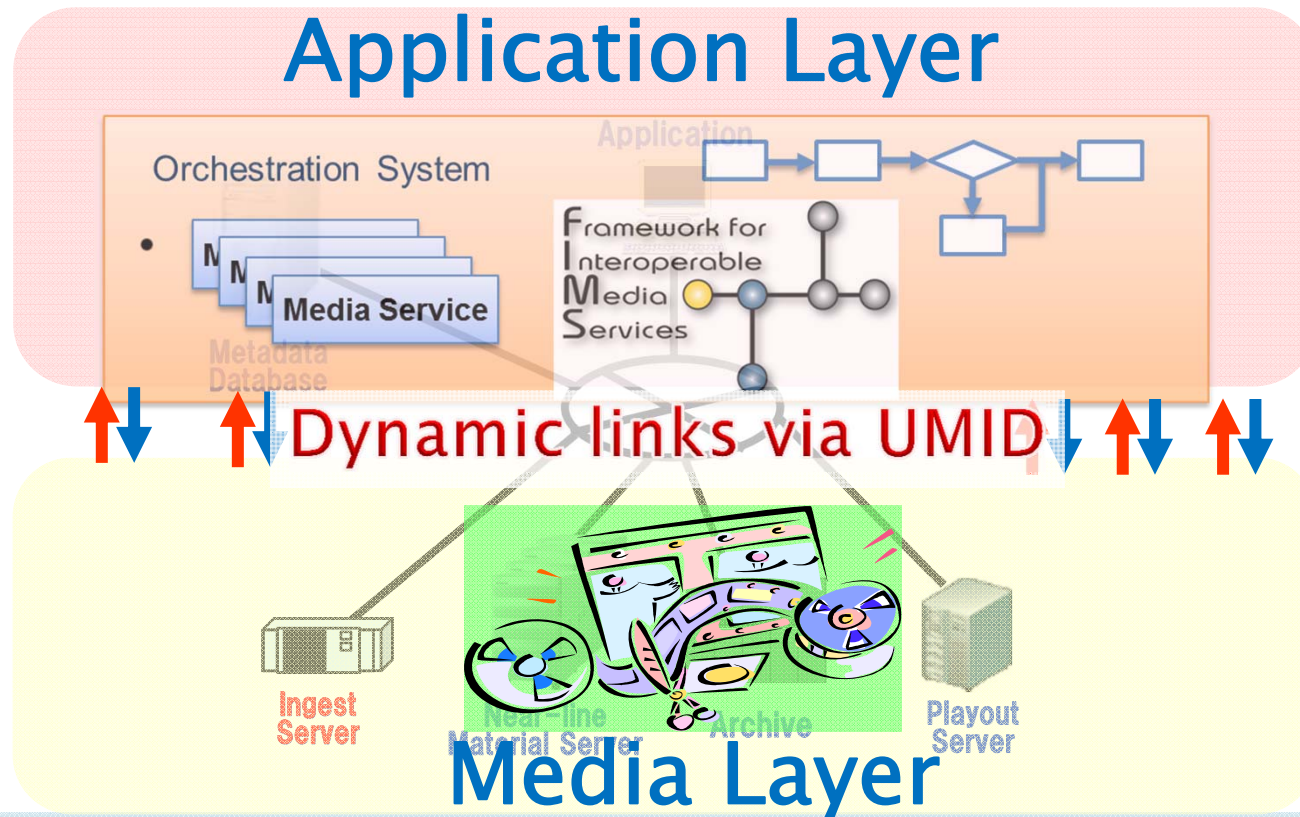 Application Layer
Application
Orchestration System
•
M
M
M
Media Service
Framework for
Interoperable
Media
Services
Metadata
Database
Dynamic links via UMID
Ingest
Server
Near-line
Material Server
Archive
Playout
Server
Media Layer